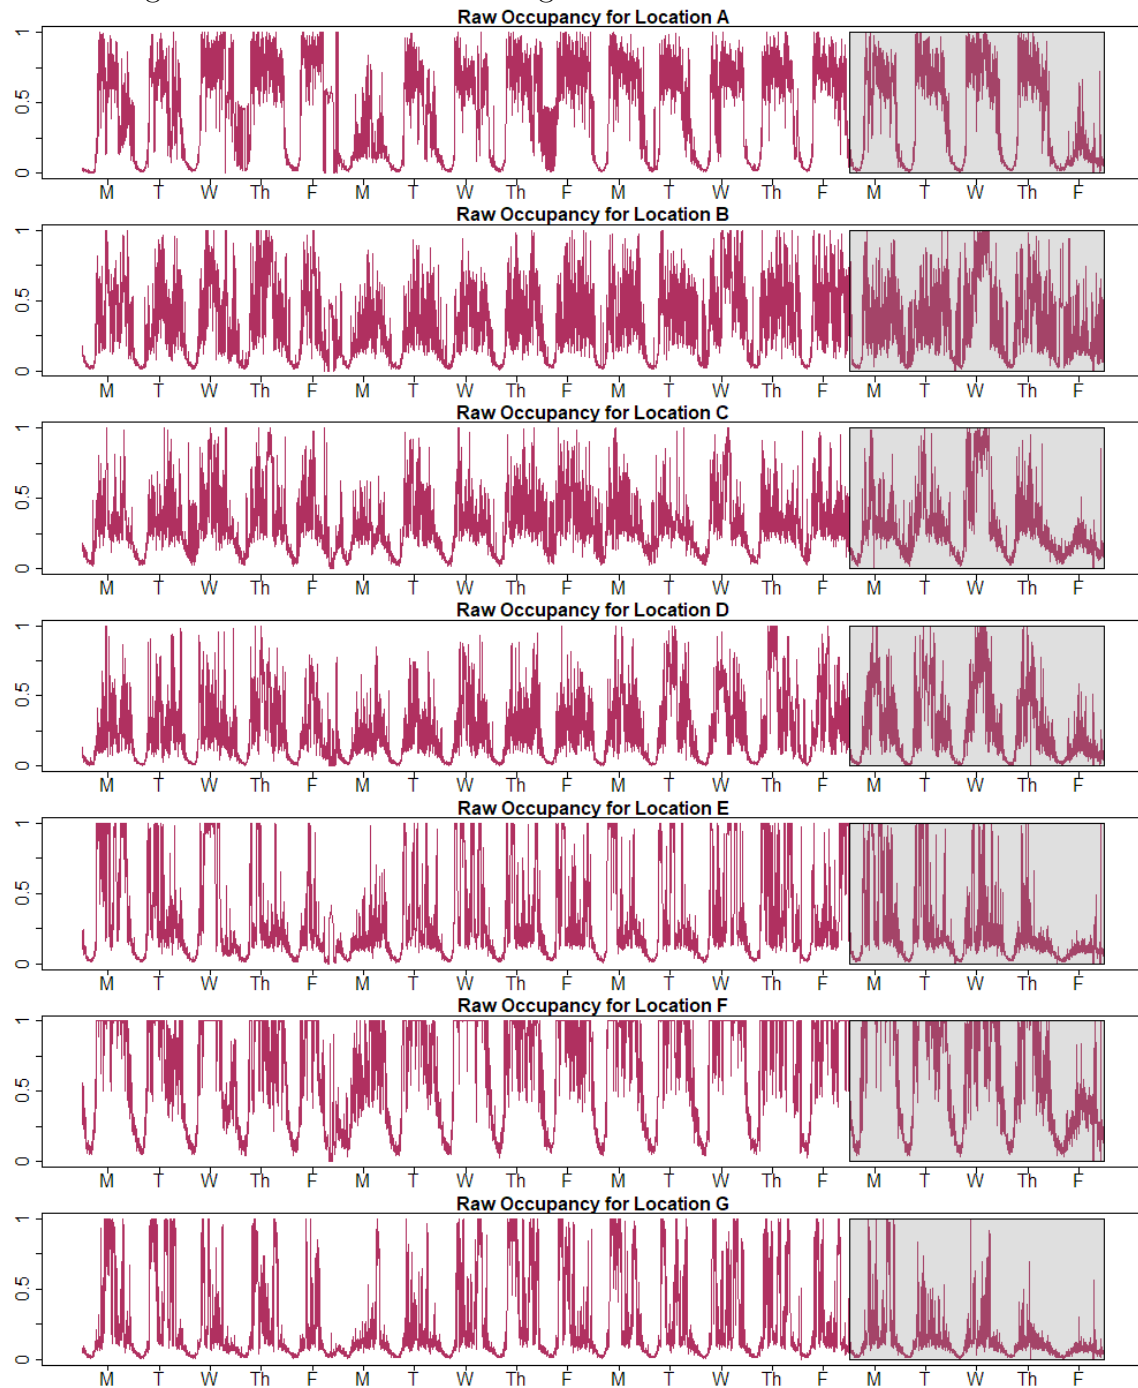 Raw Occupancy for Location A
1
0.5
0
M T W Th F M T W Th F M T W Th F M T W Th F
Raw Occupancy for Location B
1
0.5
0
M T W Th F M T W Th F M T W Th F M T W Th F
Raw Occupancy for Location C
1
0.5
0
M T W Th F M T W Th F M T W Th F M T W Th F
Raw Occupancy for Location D
1
0.5
0
M T W Th F M T W Th F M T W Th F M T W Th F
Raw Occupancy for Location E
1
0.5
0
M T W Th F M T W Th F M T W Th F M T W Th F
Raw Occupancy for Location F
1
0.5
0
M T W Th F M T W Th F M T W Th F M T W Th F
Raw Occupancy for Location G
1
0.5
0
M T W Th F M T W Th F M T W Th F M T W Th F